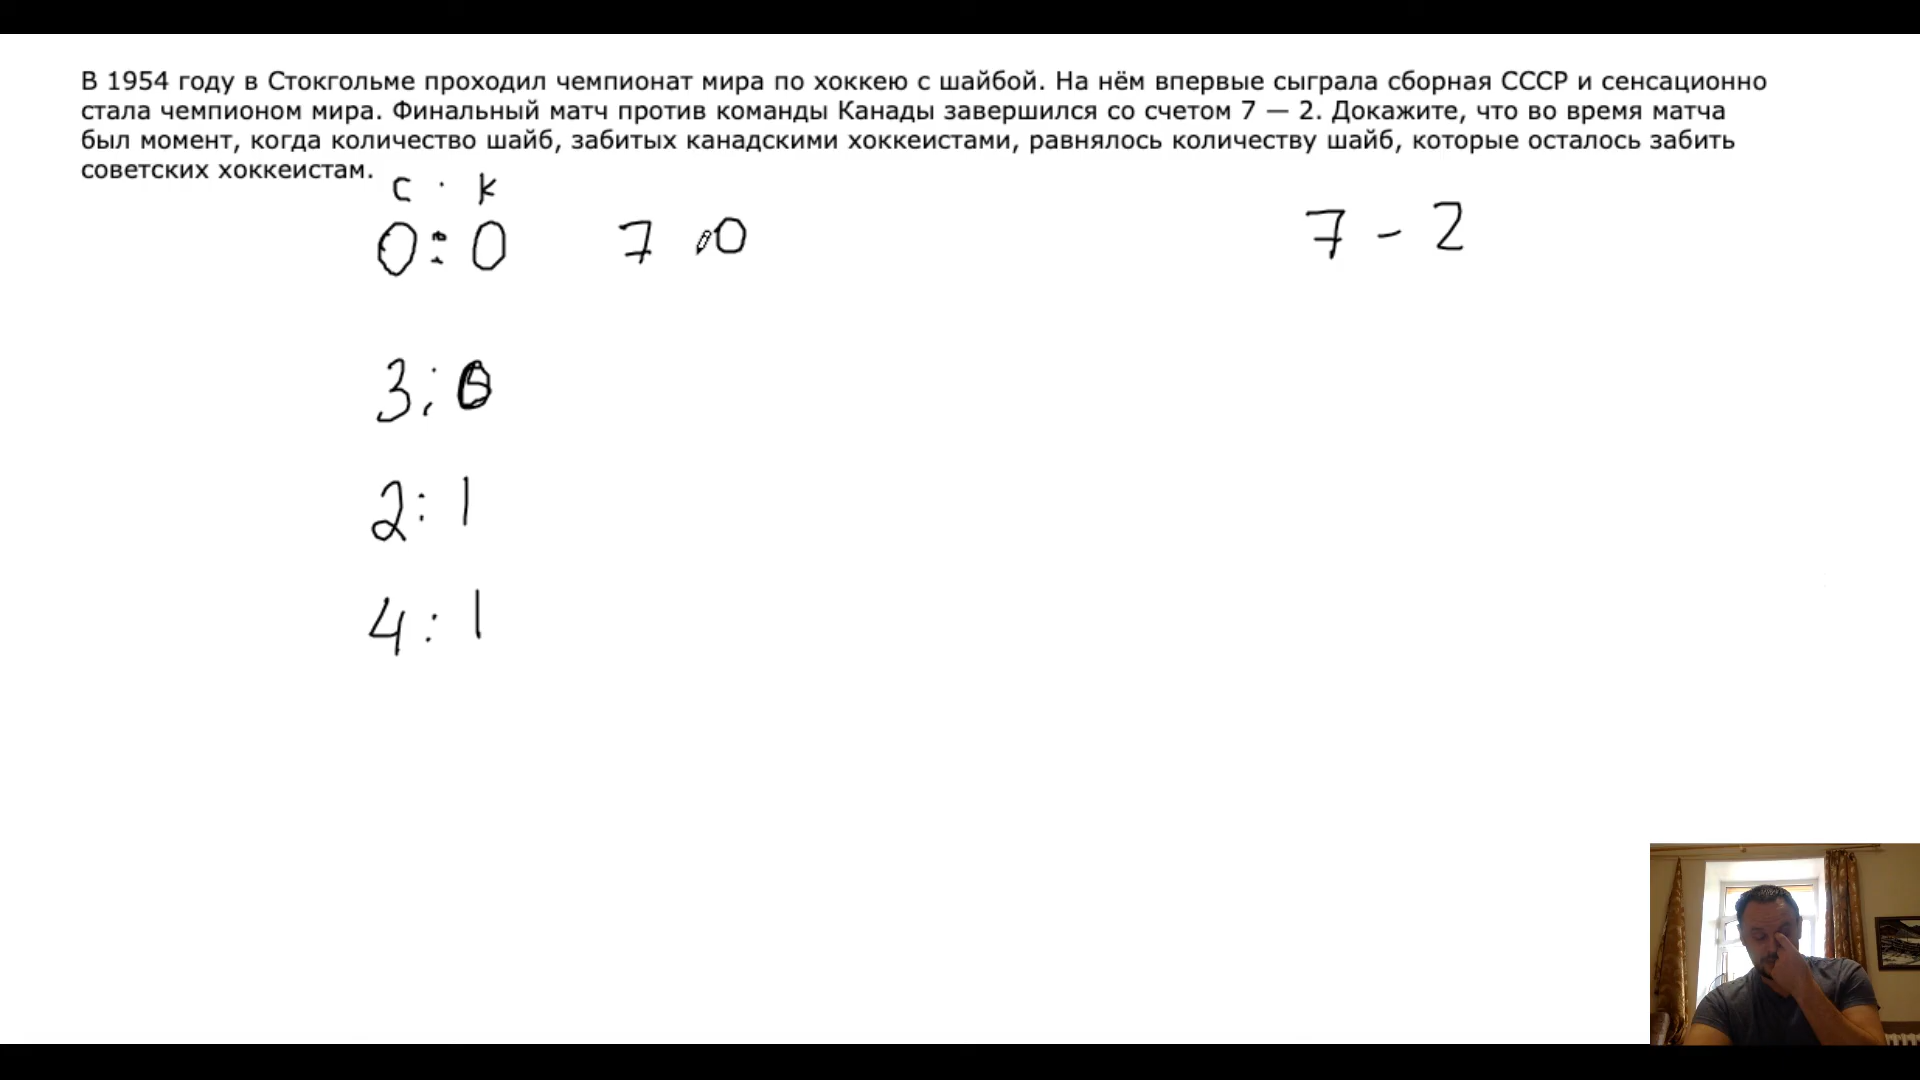 В 1954 году в Стокгольме проходил чемпионат мира по хоккею с шайбой. На нём впервые сыграла сборная СССР и сенсационно
стала чемпионом мира. Финальный матч против команды Канады завершился со счетом 7 — 2. Докажите, что во время матча
был момент, когда количество шайб, забитых канадскими хоккеистами, равнялось количеству шайб, которые осталось забить
советских хоккеистам.
С : К
0 : 0 7 0 7 - 2
3 : 0
2 : 1
4 : 1